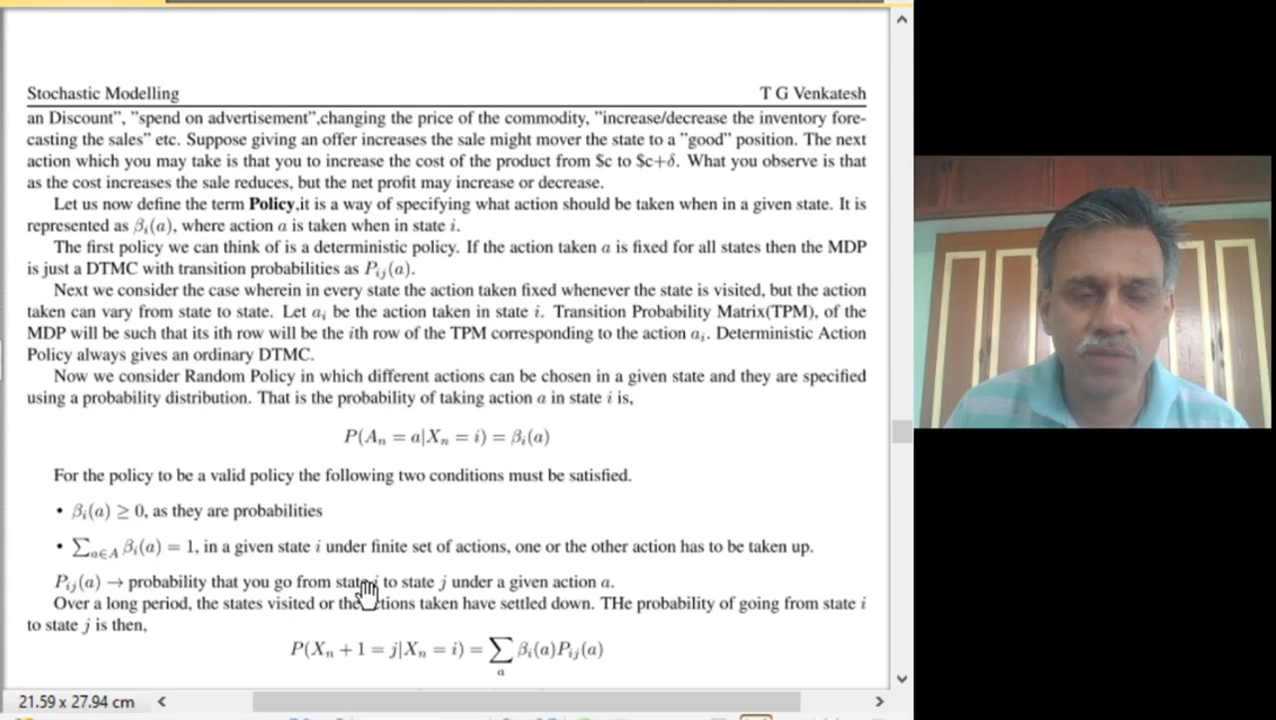 Stochastic Modelling T G Venkatesh
an Discount", "spend on advertisement",changing the price of the commodity, "increase/decrease the inventory fore-
casting the sales" etc. Suppose giving an offer increases the sale might mover the state to a "good" position. The next
action which you may take is that you to increase the cost of the product from $c to $c+δ. What you observe is that
as the cost increases the sale reduces, but the net profit may increase or decrease.
Let us now define the term Policy,it is a way of specifying what action should be taken when in a given state. It is
represented as βᵢ(a), where action a is taken when in state i.
The first policy we can think of is a deterministic policy. If the action taken a is fixed for all states then the MDP
is just a DTMC with transition probabilities as Pᵢⱼ(a).
Next we consider the case wherein in every state the action taken fixed whenever the state is visited, but the action
taken can vary from state to state. Let aᵢ be the action taken in state i. Transition Probability Matrix(TPM), of the
MDP will be such that its ith row will be the ith row of the TPM corresponding to the action aᵢ. Deterministic Action
Policy always gives an ordinary DTMC.
Now we consider Random Policy in which different actions can be chosen in a given state and they are specified
using a probability distribution. That is the probability of taking action a in state i is,
P(Aₙ = a|Xₙ = i) = βᵢ(a)
For the policy to be a valid policy the following two conditions must be satisfied.
• βᵢ(a) ≥ 0, as they are probabilities
• ∑a∈A βᵢ(a) = 1, in a given state i under finite set of actions, one or the other action has to be taken up.
Pᵢⱼ(a) → probability that you go from state to state j under a given action a.
Over a long period, the states visited or the taken have settled down. THe probability of going from state i
to state j is then,
P(Xₙ + 1 = j|Xₙ = i) = ∑a βᵢ(a)Pᵢⱼ(a)
21.59 x 27.94 cm